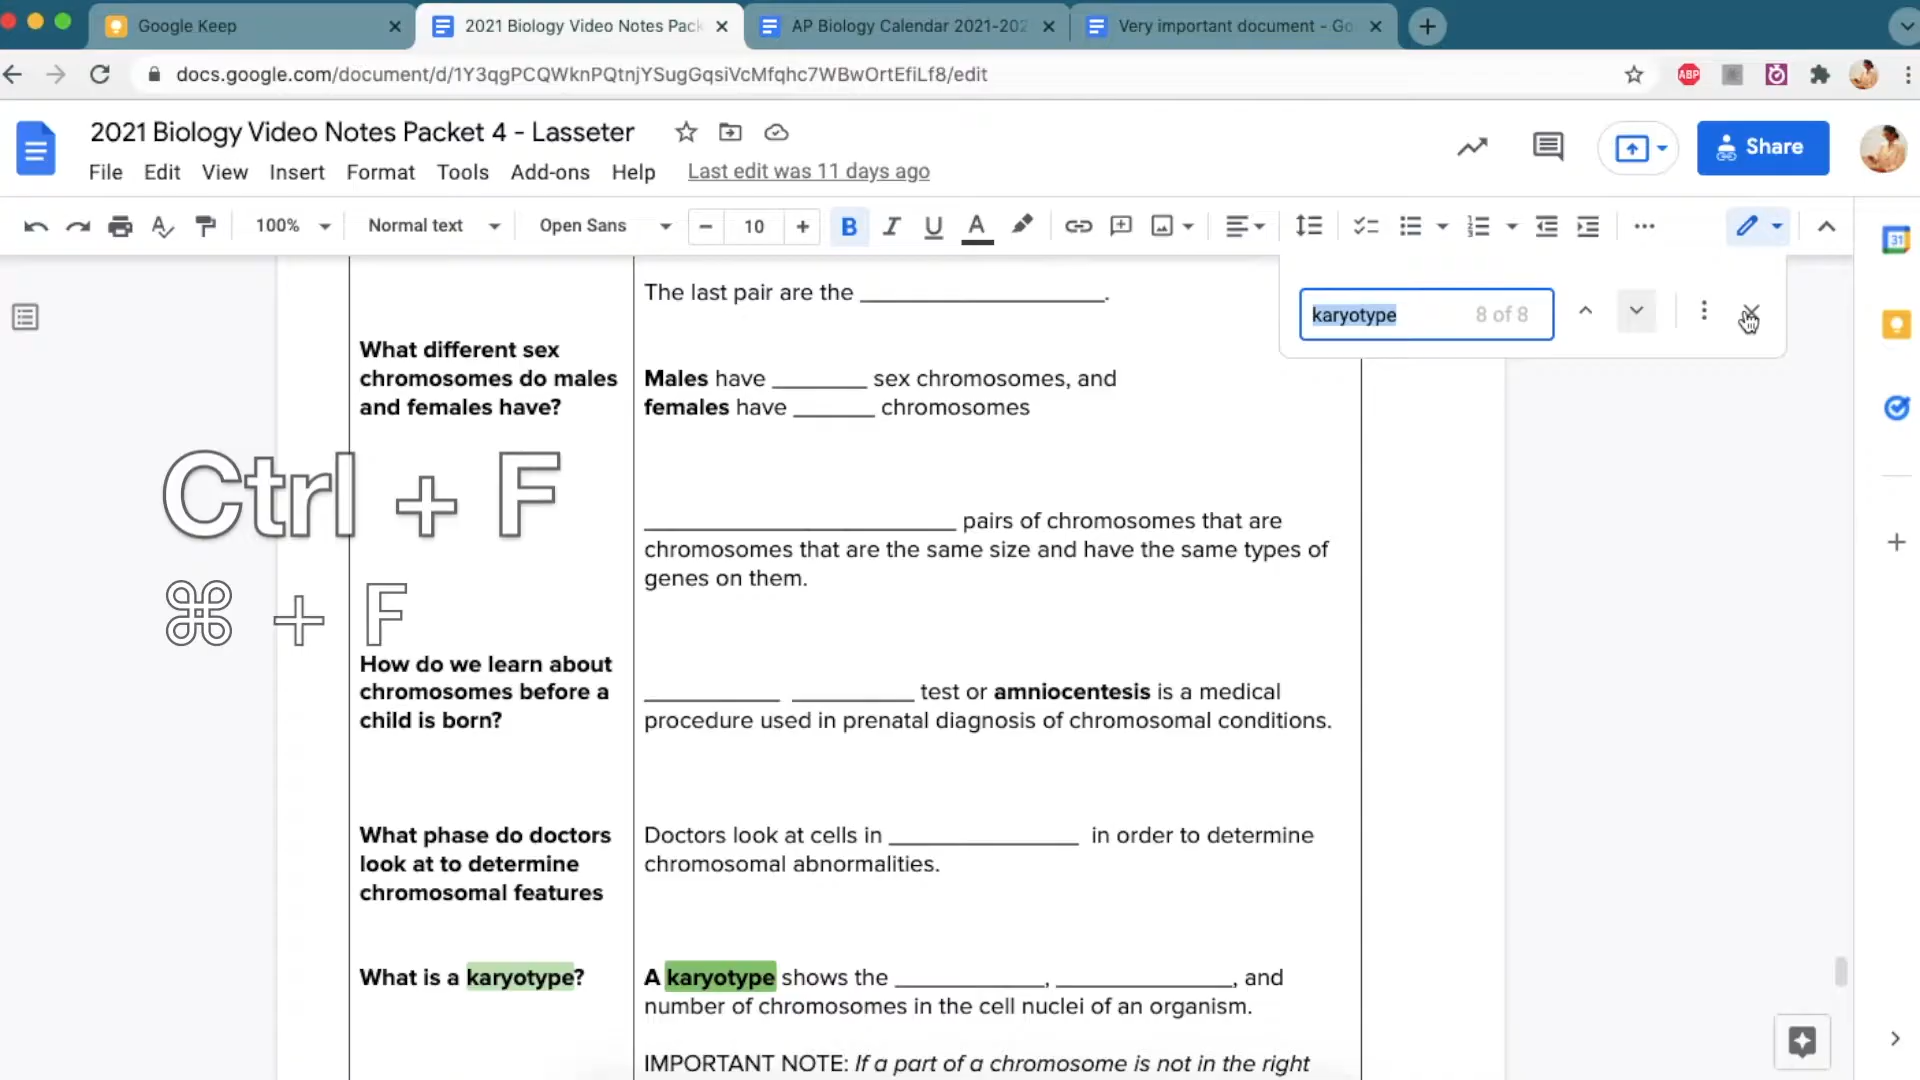 Google Keep
2021 Biology Video Notes Pack
AP Biology Calendar 2021-202
Very important document - Go
docs.google.com/document/d/1Y3qgPCQWknPQtnjYSugGqsiVcMfqhc7WBwOrtEfiLf8/edit
ABP
2021 Biology Video Notes Packet 4 - Lasseter
Share
File Edit View Insert Format Tools Add-ons Help Last edit was 11 days ago
100% Normal text Open Sans − 10 + B I U A
31
The last pair are the ____________________.
karyotype 8 of 8
What different sex
chromosomes do males
and females have?
Males have ________ sex chromosomes, and
females have _______ chromosomes
Ctrl + F
__________________________ pairs of chromosomes that are
chromosomes that are the same size and have the same types of
genes on them.
⌘ + F
How do we learn about
chromosomes before a
child is born?
___________ __________ test or amniocentesis is a medical
procedure used in prenatal diagnosis of chromosomal conditions.
What phase do doctors
look at to determine
chromosomal features
Doctors look at cells in ________________ in order to determine
chromosomal abnormalities.
What is a karyotype?
A karyotype shows the ____________, _______________, and
number of chromosomes in the cell nuclei of an organism.
IMPORTANT NOTE: If a part of a chromosome is not in the right